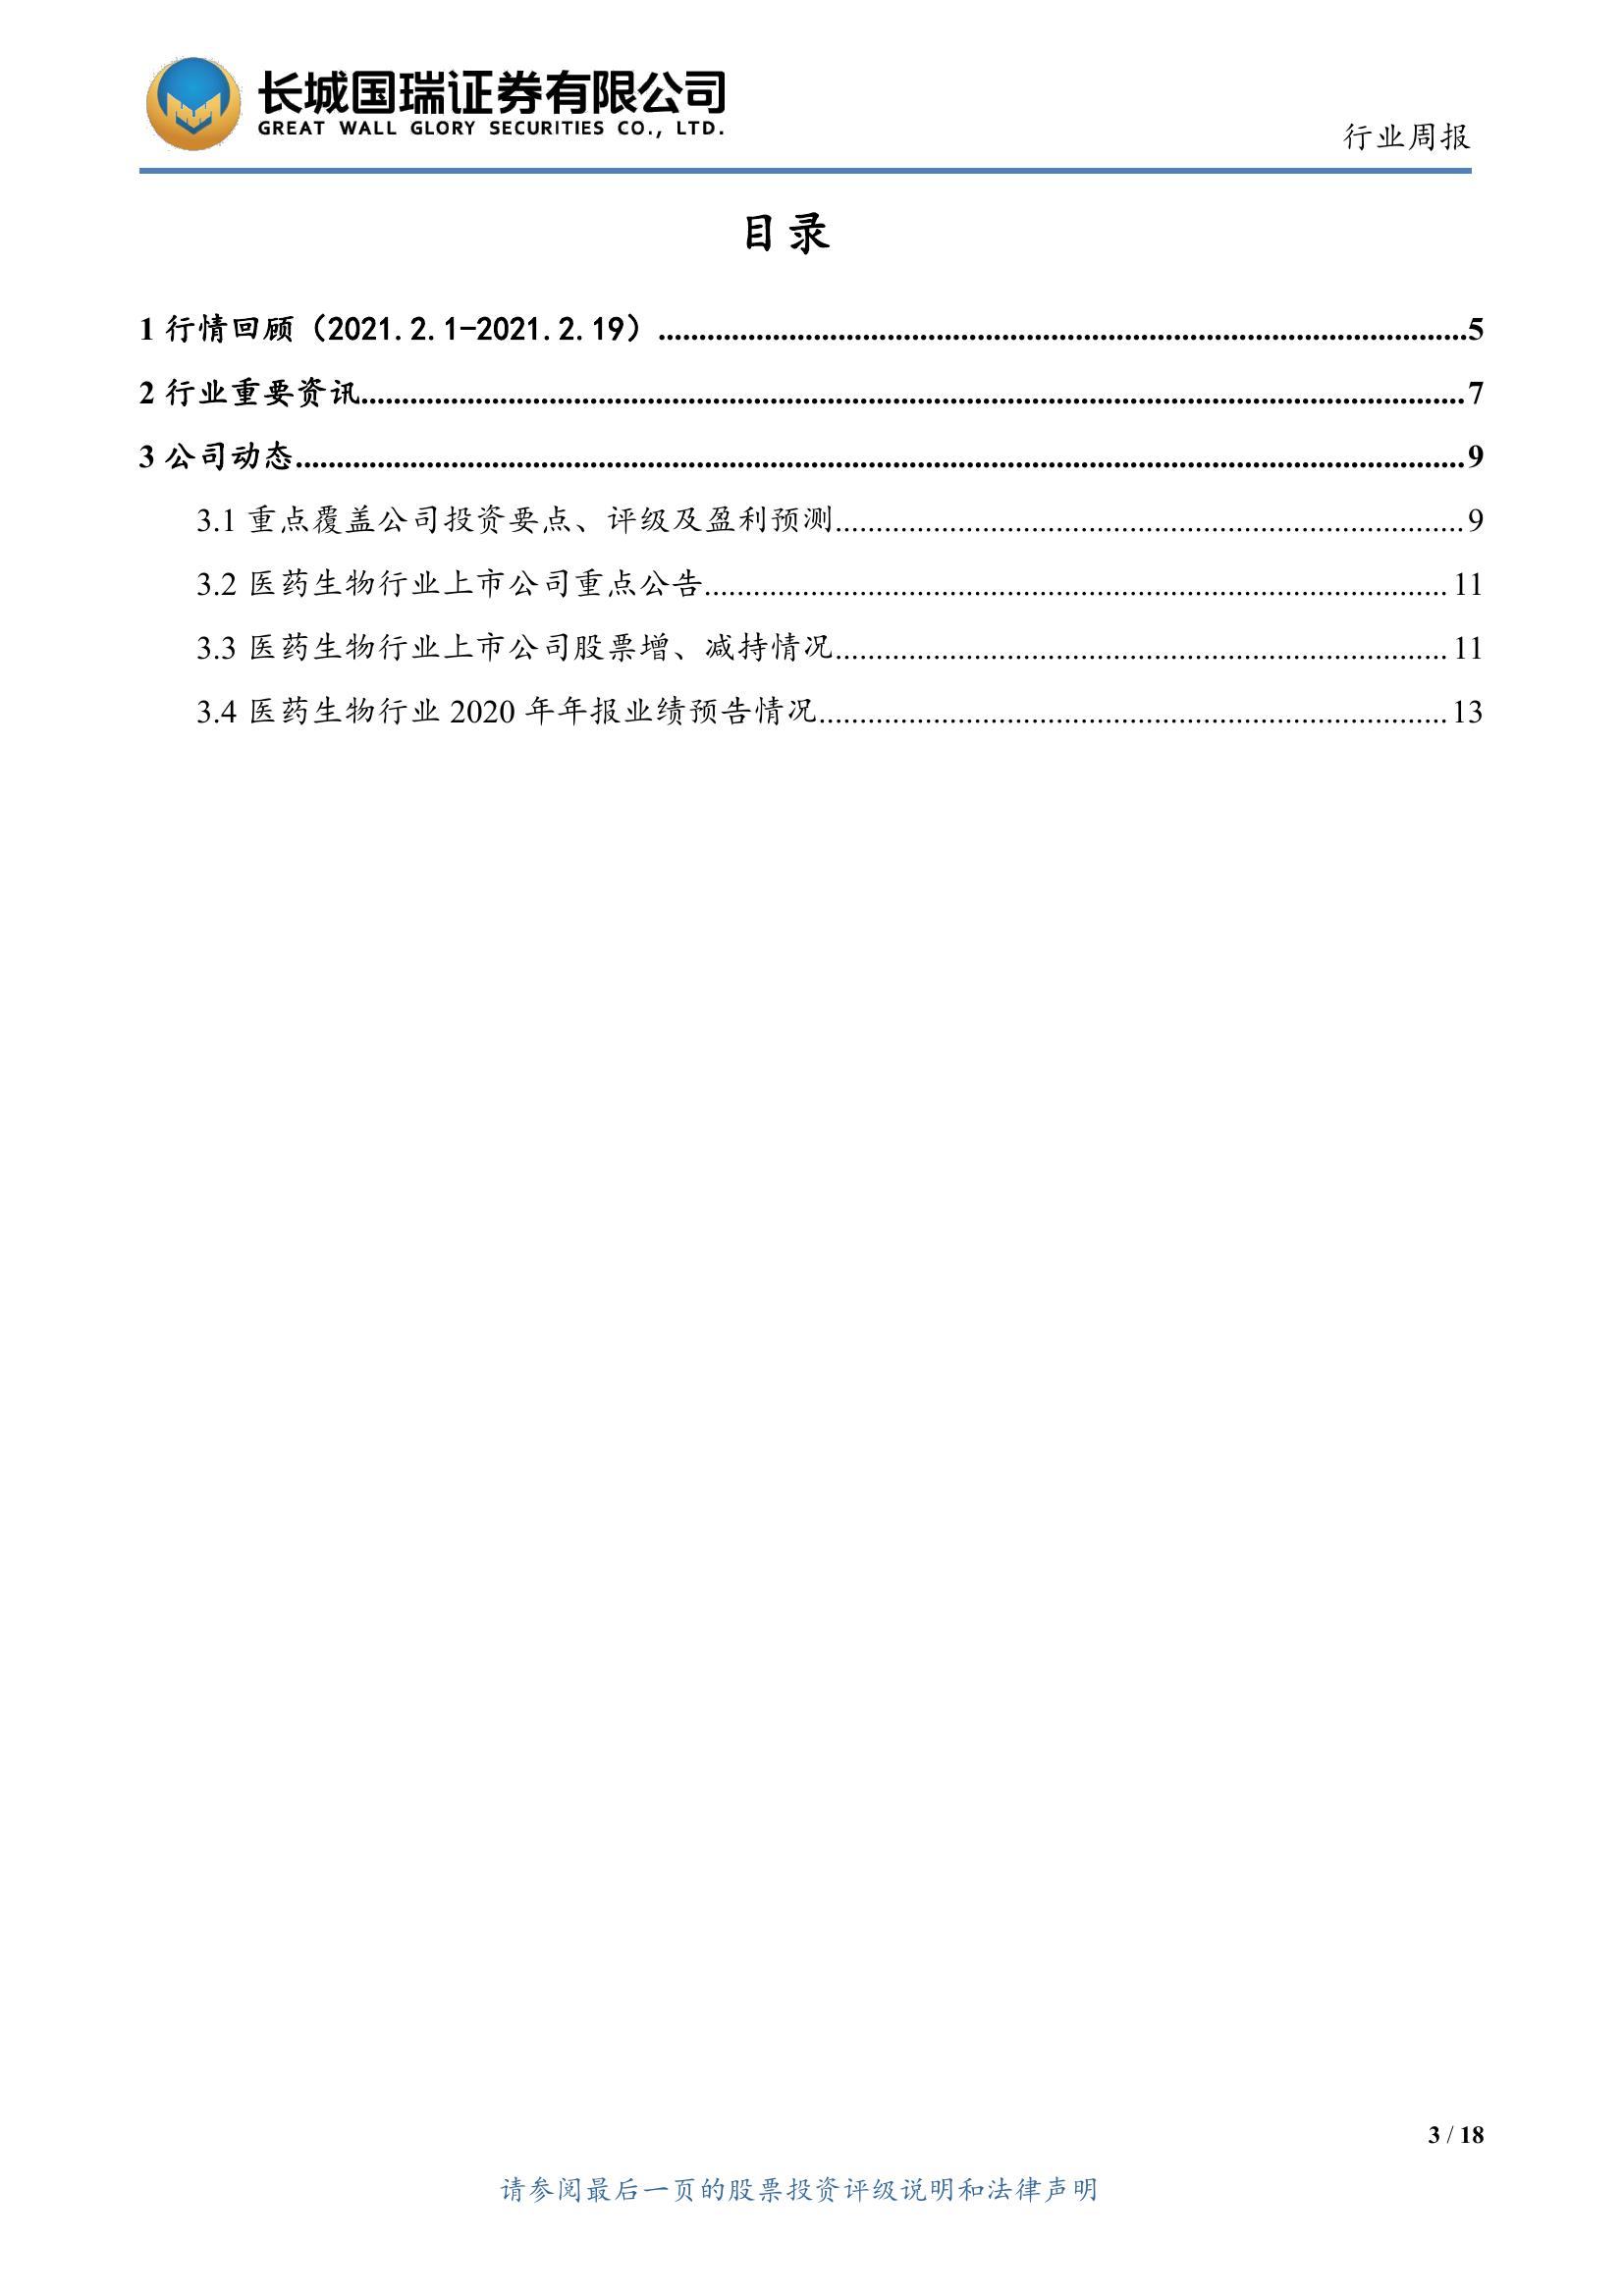 长城国瑞证券有限公司
GREAT WALL GLORY SECURITIES CO., LTD.
行业周报
目录
1 行情回顾（2021.2.1-2021.2.19）....................5
2 行业重要资讯....................7
3 公司动态....................9
3.1 重点覆盖公司投资要点、评级及盈利预测....................9
3.2 医药生物行业上市公司重点公告....................11
3.3 医药生物行业上市公司股票增、减持情况....................11
3.4 医药生物行业 2020 年年报业绩预告情况....................13
3 / 18
请参阅最后一页的股票投资评级说明和法律声明